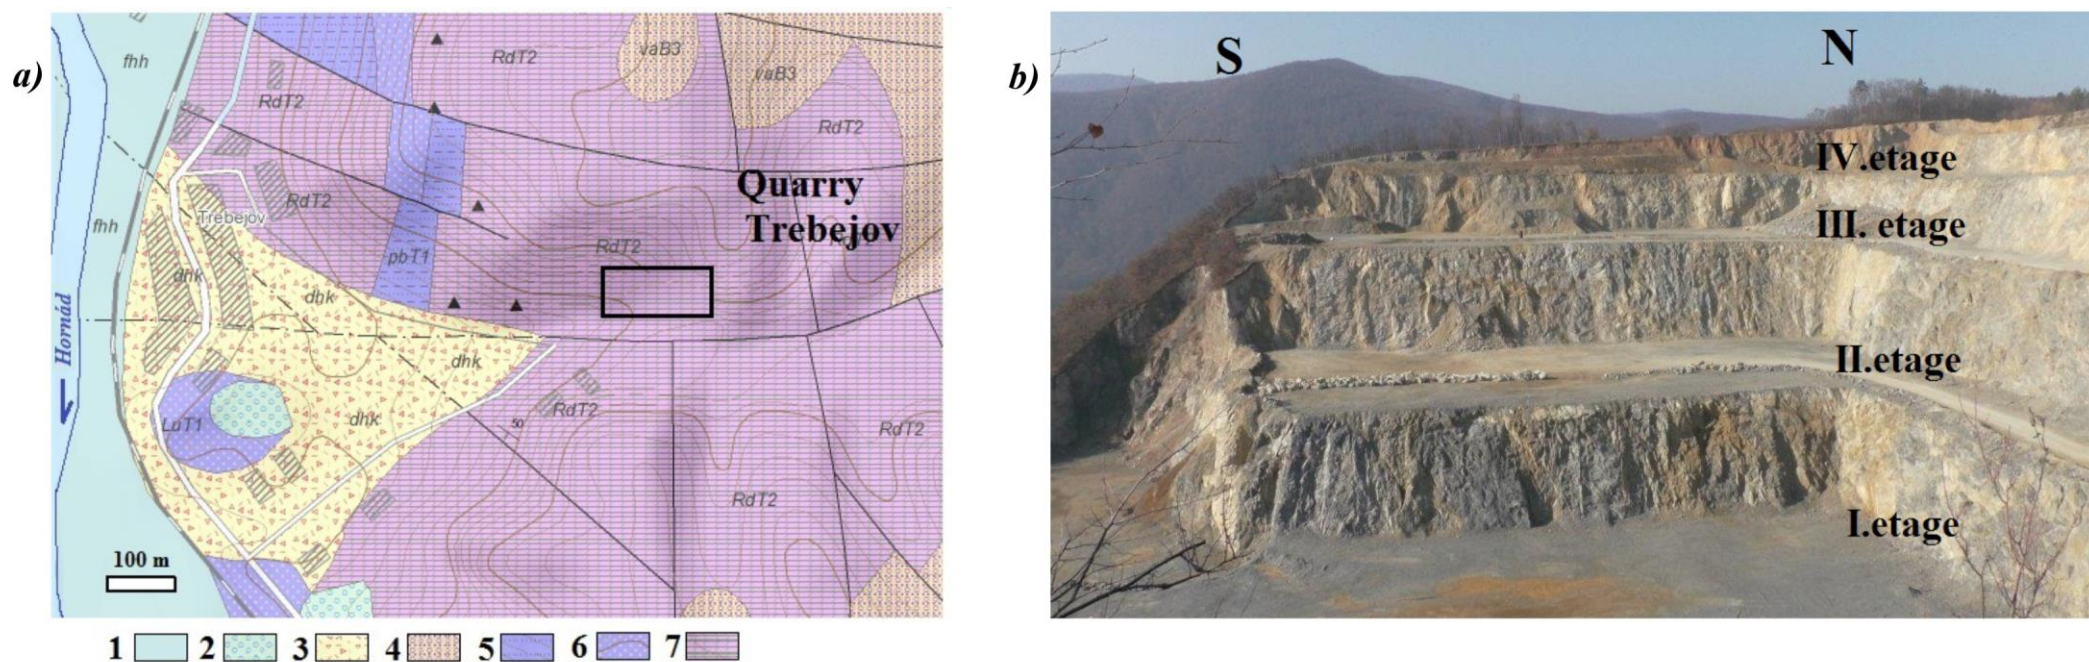 a)
fhh
RdT2
vaB3
vaB3
RdT2
RdT2
Quarry
Trebejov
RdT2
Trebejov
fhh
RdT2
pbT1
dhk
dhk
Hornád
dhk
LuT1
dhk
RdT2
50
RdT2
RdT2
100 m
1 2 3 4 5 6 7
b)
S
N
IV.etage
III. etage
II.etage
I.etage